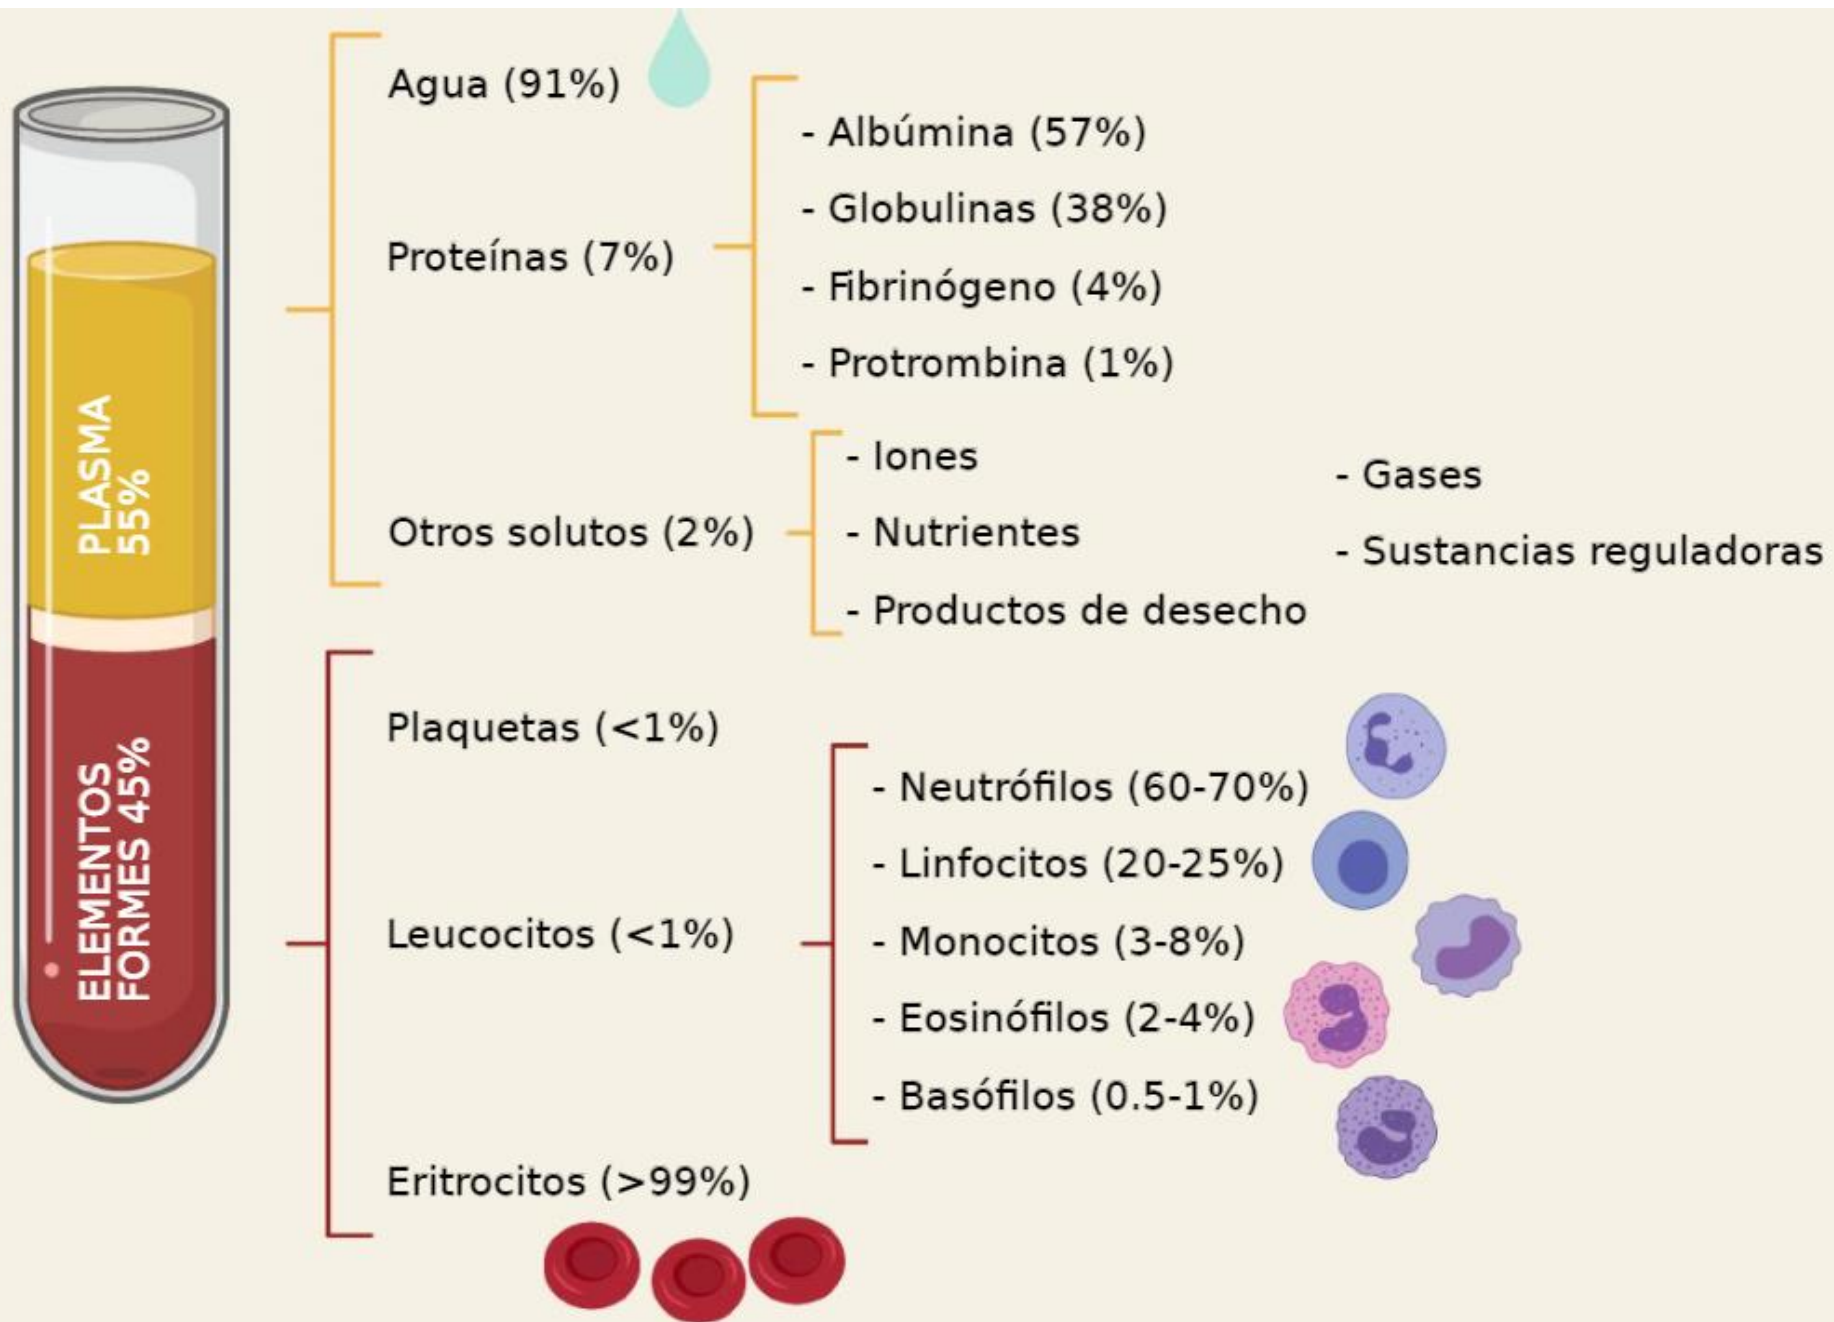 PLASMA
55%
ELEMENTOS
FORMES 45%
Agua (91%)
Proteínas (7%)
- Albúmina (57%)
- Globulinas (38%)
- Fibrinógeno (4%)
- Protrombina (1%)
Otros solutos (2%)
- Iones
- Nutrientes
- Productos de desecho
- Gases
- Sustancias reguladoras
Plaquetas (<1%)
Leucocitos (<1%)
- Neutrófilos (60-70%)
- Linfocitos (20-25%)
- Monocitos (3-8%)
- Eosinófilos (2-4%)
- Basófilos (0.5-1%)
Eritrocitos (>99%)